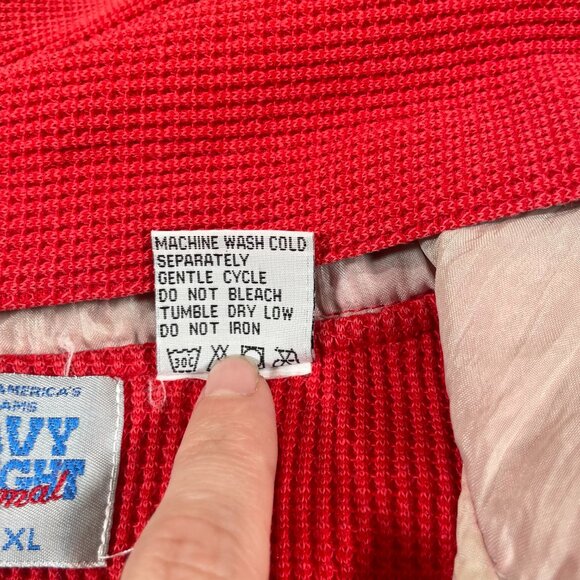 MACHINE WASH COLD
SEPARATELY
GENTLE CYCLE
DO NOT BLEACH
TUMBLE DRY LOW
DO NOT IRON
30C
AMERICA'S
XL